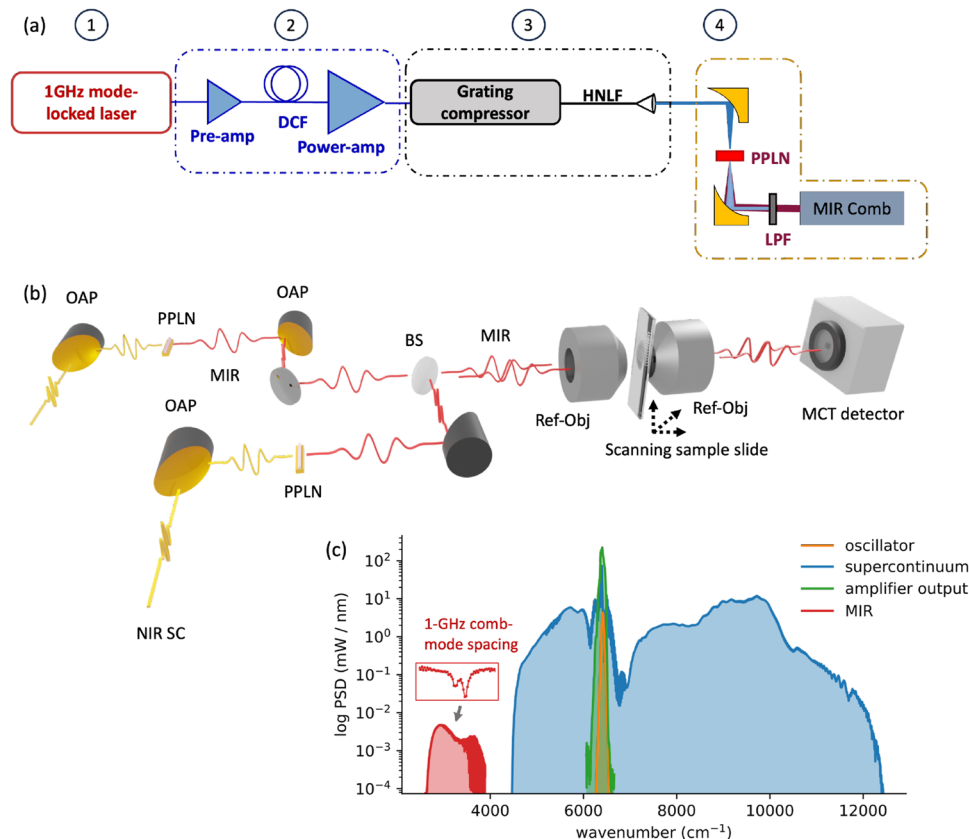 (a)
1
2
3
4
1GHz mode-
locked laser
Pre-amp
DCF
Power-amp
Grating
compressor
HNLF
PPLN
LPF
MIR Comb
(b)
OAP
PPLN
MIR
OAP
BS
MIR
Ref-Obj
Ref-Obj
Scanning sample slide
MCT detector
OAP
PPLN
NIR SC
(c)
oscillator
supercontinuum
amplifier output
MIR
1-GHz comb-
mode spacing
log PSD (mW / nm)
10²
10¹
10⁰
10⁻¹
10⁻²
10⁻³
10⁻⁴
4000 6000 8000 10000 12000
wavenumber (cm⁻¹)